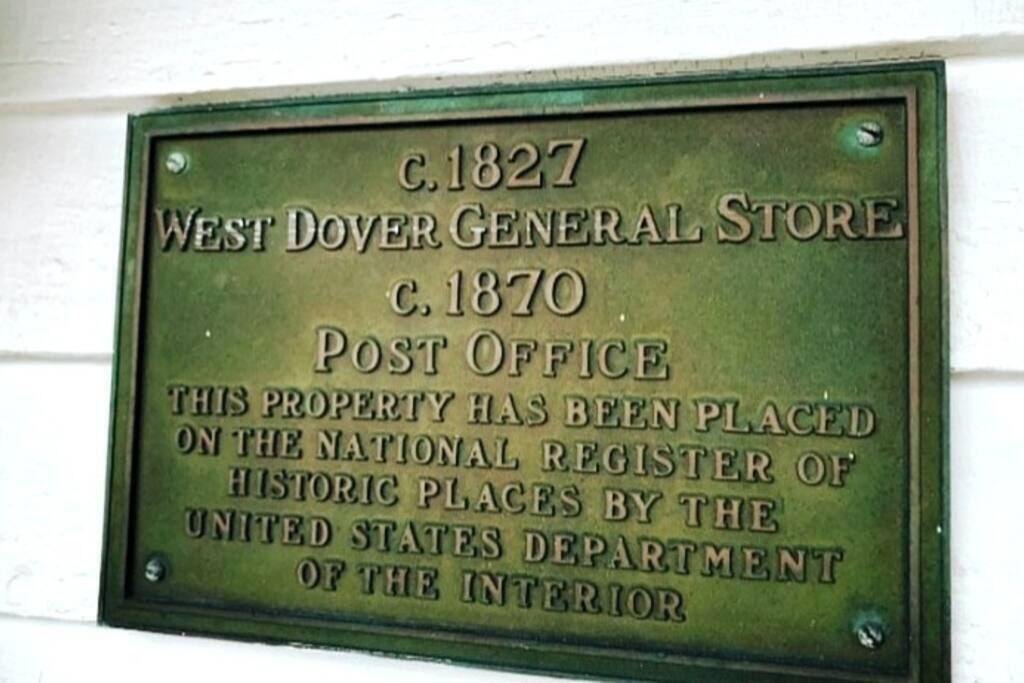 c. 1827
WEST DOVER GENERAL STORE
c. 1870
POST OFFICE
THIS PROPERTY HAS BEEN PLACED
ON THE NATIONAL REGISTER OF
HISTORIC PLACES BY THE
UNITED STATES DEPARTMENT
OF THE INTERIOR